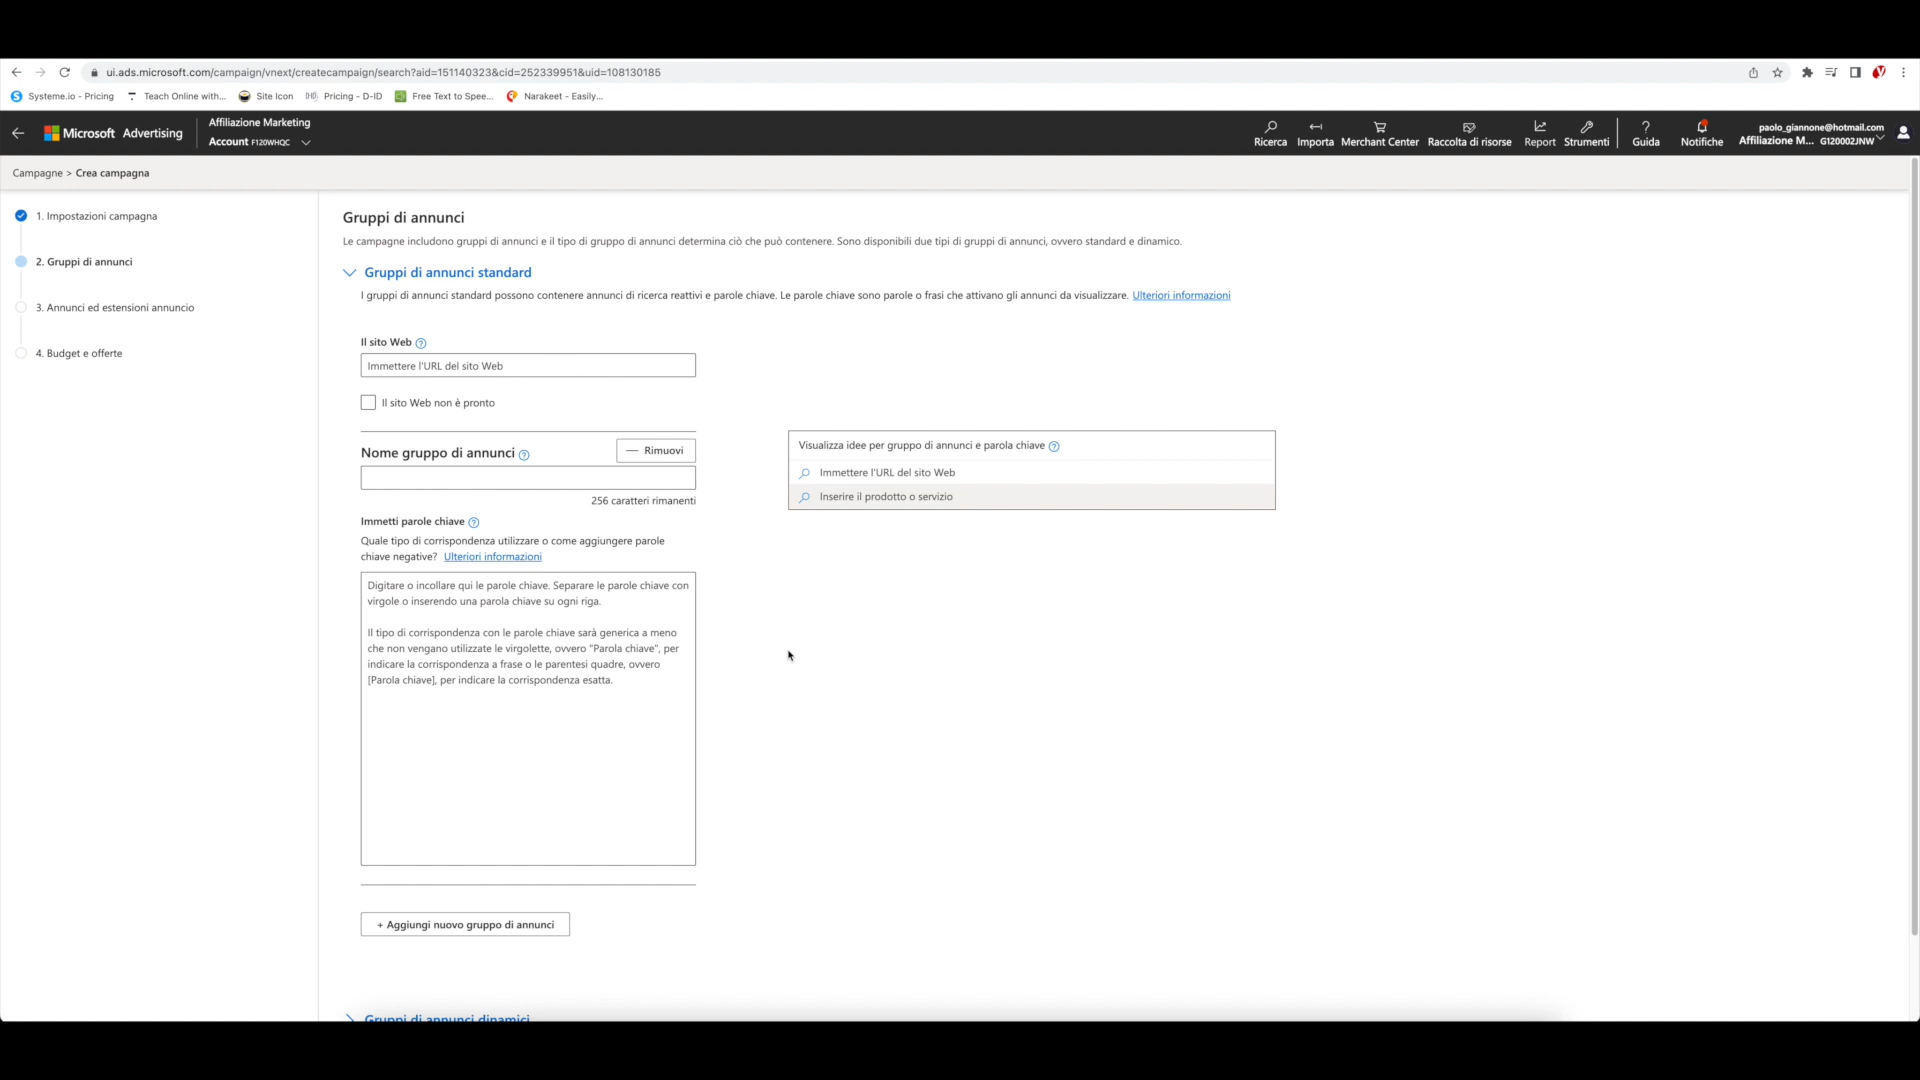 ui.ads.microsoft.com/campaign/vnext/createcampaign/search?aid=151140323&cid=252339951&uid=108130185
Systeme.io - Pricing
Teach Online with...
Site Icon
Pricing - D-ID
Free Text to Spee...
Narakeet - Easily...
Microsoft Advertising
Affiliazione Marketing
Account F120WHQC
Ricerca
Importa
Merchant Center
Raccolta di risorse
Report
Strumenti
Guida
Notifiche
paolo_giannone@hotmail.com
Affiliazione M... G120002JNW
Campagne > Crea campagna
1. Impostazioni campagna
2. Gruppi di annunci
3. Annunci ed estensioni annuncio
4. Budget e offerte
Gruppi di annunci
Le campagne includono gruppi di annunci e il tipo di gruppo di annunci determina ciò che può contenere. Sono disponibili due tipi di gruppi di annunci, ovvero standard e dinamico.
Gruppi di annunci standard
I gruppi di annunci standard possono contenere annunci di ricerca reattivi e parole chiave. Le parole chiave sono parole o frasi che attivano gli annunci da visualizzare. Ulteriori informazioni
Il sito Web
Immettere l'URL del sito Web
Il sito Web non è pronto
Nome gruppo di annunci
— Rimuovi
256 caratteri rimanenti
Immetti parole chiave
Quale tipo di corrispondenza utilizzare o come aggiungere parole
chiave negative? Ulteriori informazioni
Digitare o incollare qui le parole chiave. Separare le parole chiave con
virgole o inserendo una parola chiave su ogni riga.
Il tipo di corrispondenza con le parole chiave sarà generica a meno
che non vengano utilizzate le virgolette, ovvero "Parola chiave", per
indicare la corrispondenza a frase o le parentesi quadre, ovvero
[Parola chiave], per indicare la corrispondenza esatta.
Visualizza idee per gruppo di annunci e parola chiave
Immettere l'URL del sito Web
Inserire il prodotto o servizio
+ Aggiungi nuovo gruppo di annunci
Gruppi di annunci dinamici